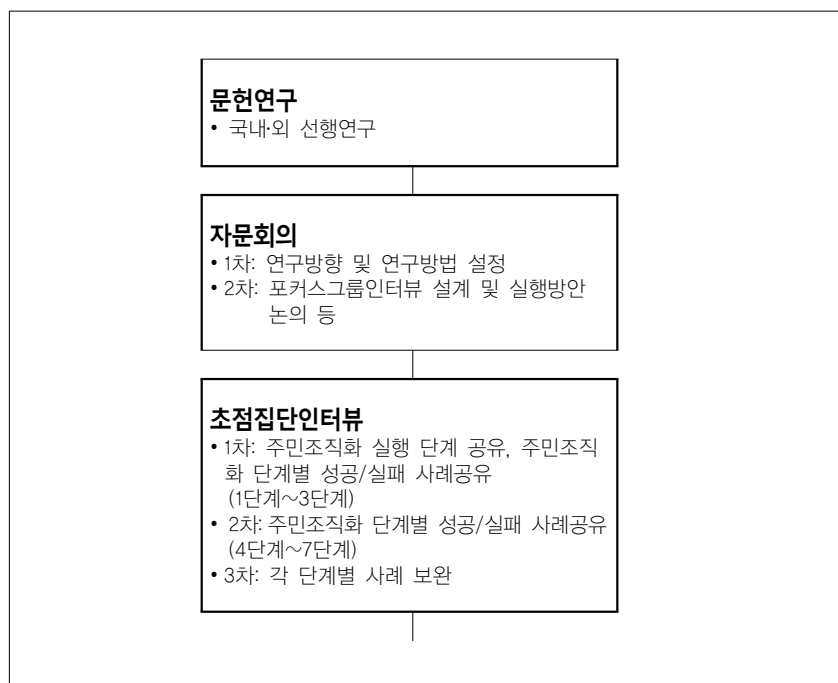 문헌연구
• 국내·외 선행연구
자문회의
• 1차: 연구방향 및 연구방법 설정
• 2차: 포커스그룹인터뷰 설계 및 실행방안
논의 등
초점집단인터뷰
• 1차: 주민조직화 실행 단계 공유, 주민조직
화 단계별 성공/실패 사례공유
(1단계~3단계)
• 2차: 주민조직화 단계별 성공/실패 사례공유
(4단계~7단계)
• 3차: 각 단계별 사례 보완